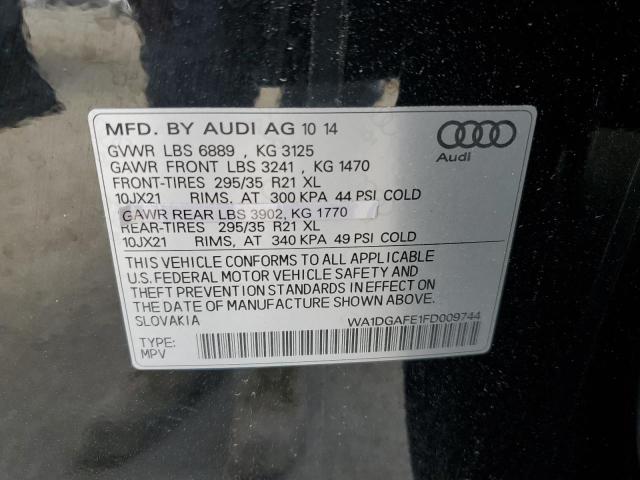 MFD. BY AUDI AG 10 14
GVWR LBS 6889 , KG 3125
GAWR FRONT LBS 3241 , KG 1470
FRONT-TIRES 295/35 R21 XL
10JX21 RIMS, AT 300 KPA 44 PSI COLD
GAWR REAR LBS 3902, KG 1770
REAR-TIRES 295/35 R21 XL
10JX21 RIMS, AT 340 KPA 49 PSI COLD
THIS VEHICLE CONFORMS TO ALL APPLICABLE
U.S. FEDERAL MOTOR VEHICLE SAFETY AND
THEFT PREVENTION STANDARDS IN EFFECT ON
THE DATE OF MANUFACTURE SHOWN ABOVE.
SLOVAKIA
WA1DGAFE1FD009744
TYPE:
MPV
Audi